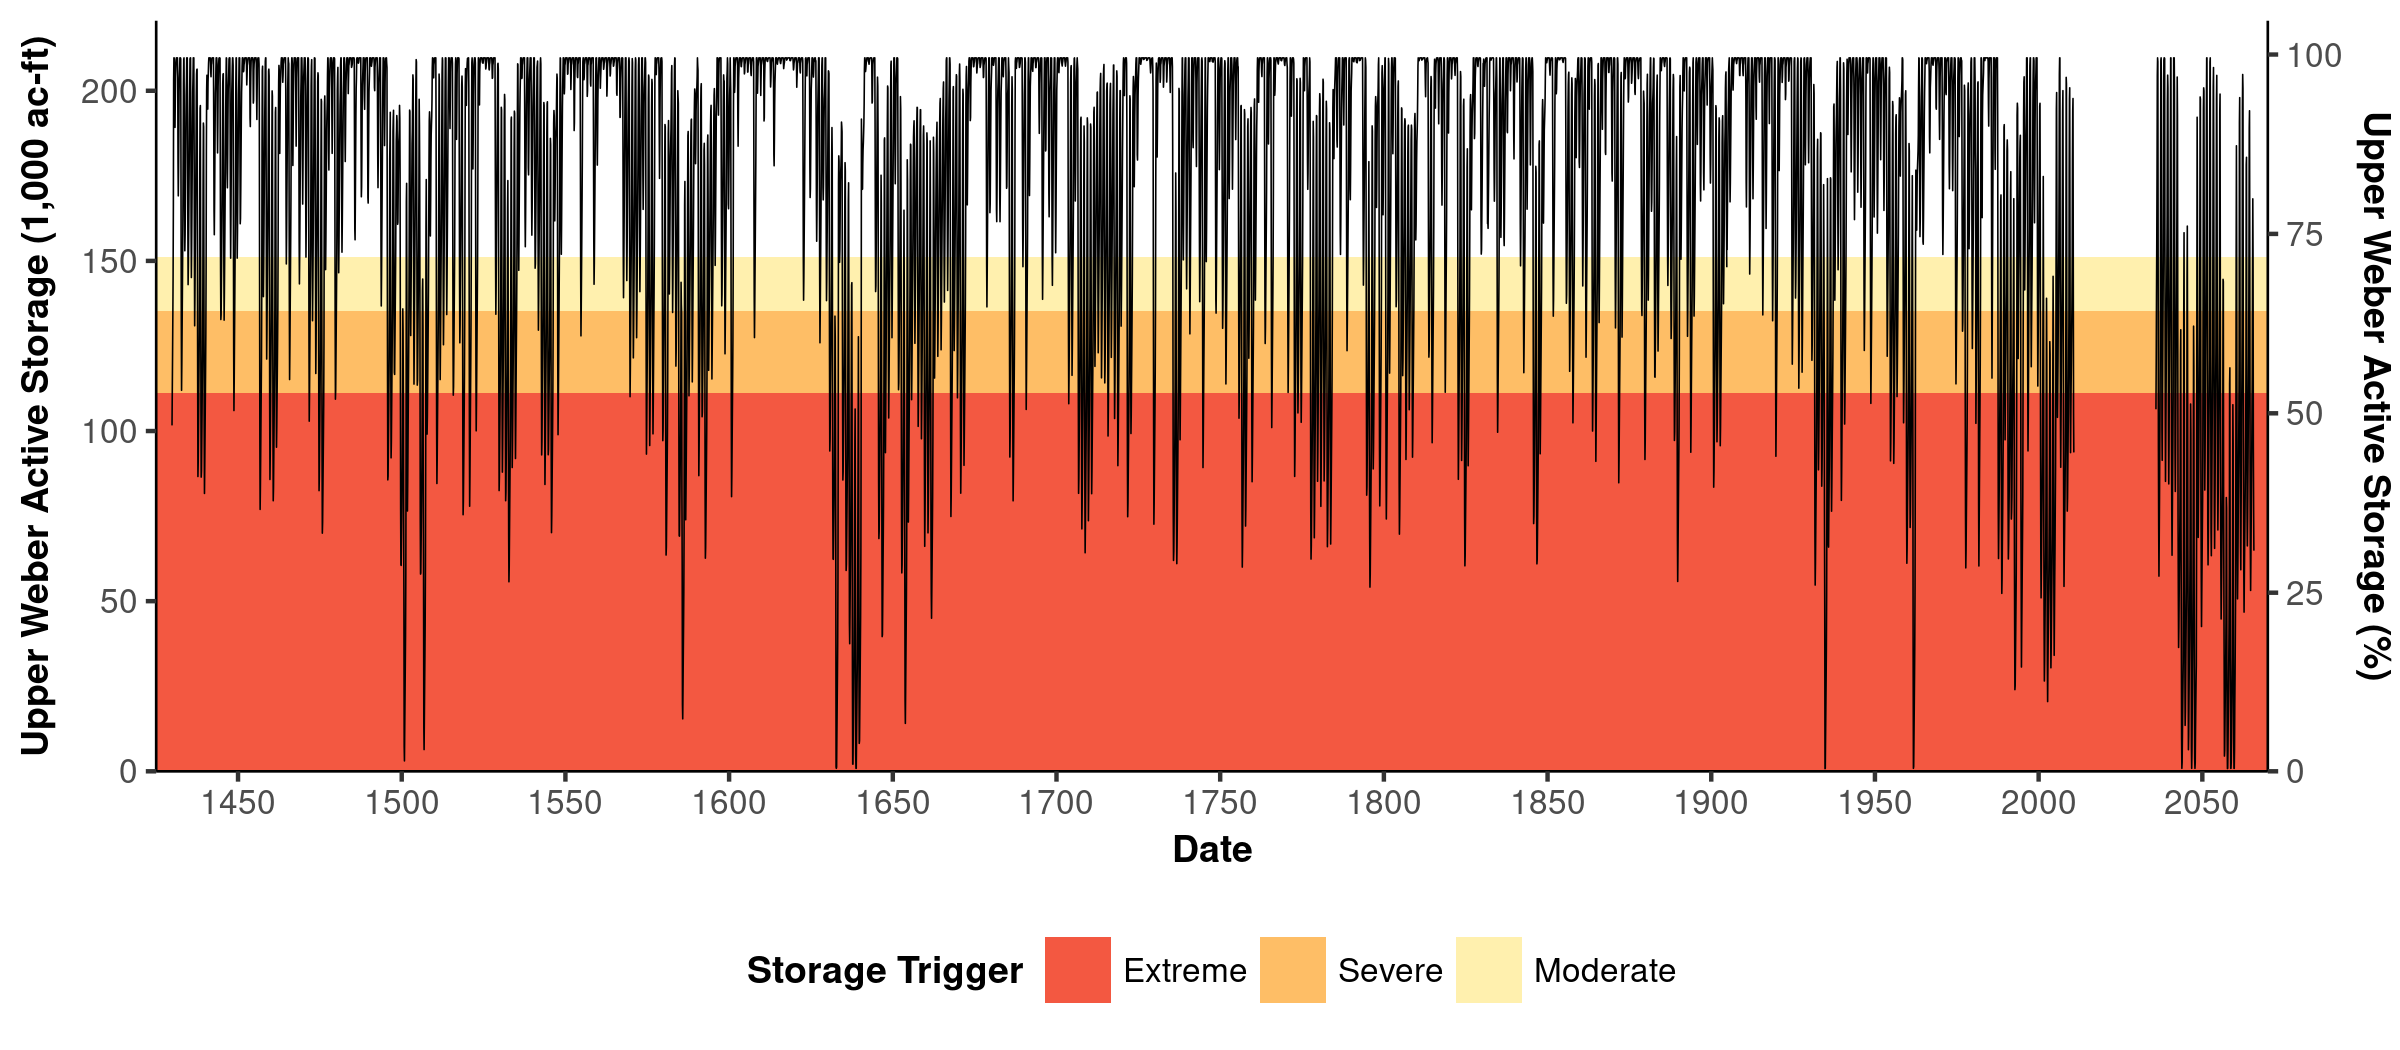 Upper Weber Active Storage (1,000 ac-ft)
200
150
100
50
0
100
75
50
25
0
Upper Weber Active Storage (%)
1450 1500 1550 1600 1650 1700 1750 1800 1850 1900 1950 2000 2050
Date
Storage Trigger Extreme Severe Moderate